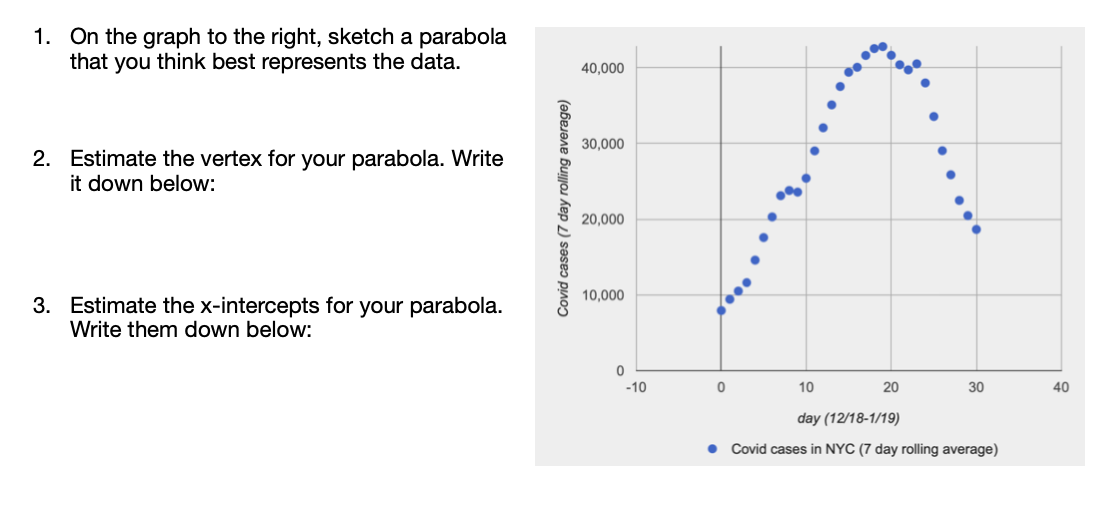 1. On the graph to the right, sketch a parabola
that you think best represents the data.
2. Estimate the vertex for your parabola. Write
it down below:
3. Estimate the x-intercepts for your parabola.
Write them down below:
Covid cases (7 day rolling average)
40,000
30,000
20,000
10,000
0
-10 0 10 20 30 40
day (12/18-1/19)
Covid cases in NYC (7 day rolling average)